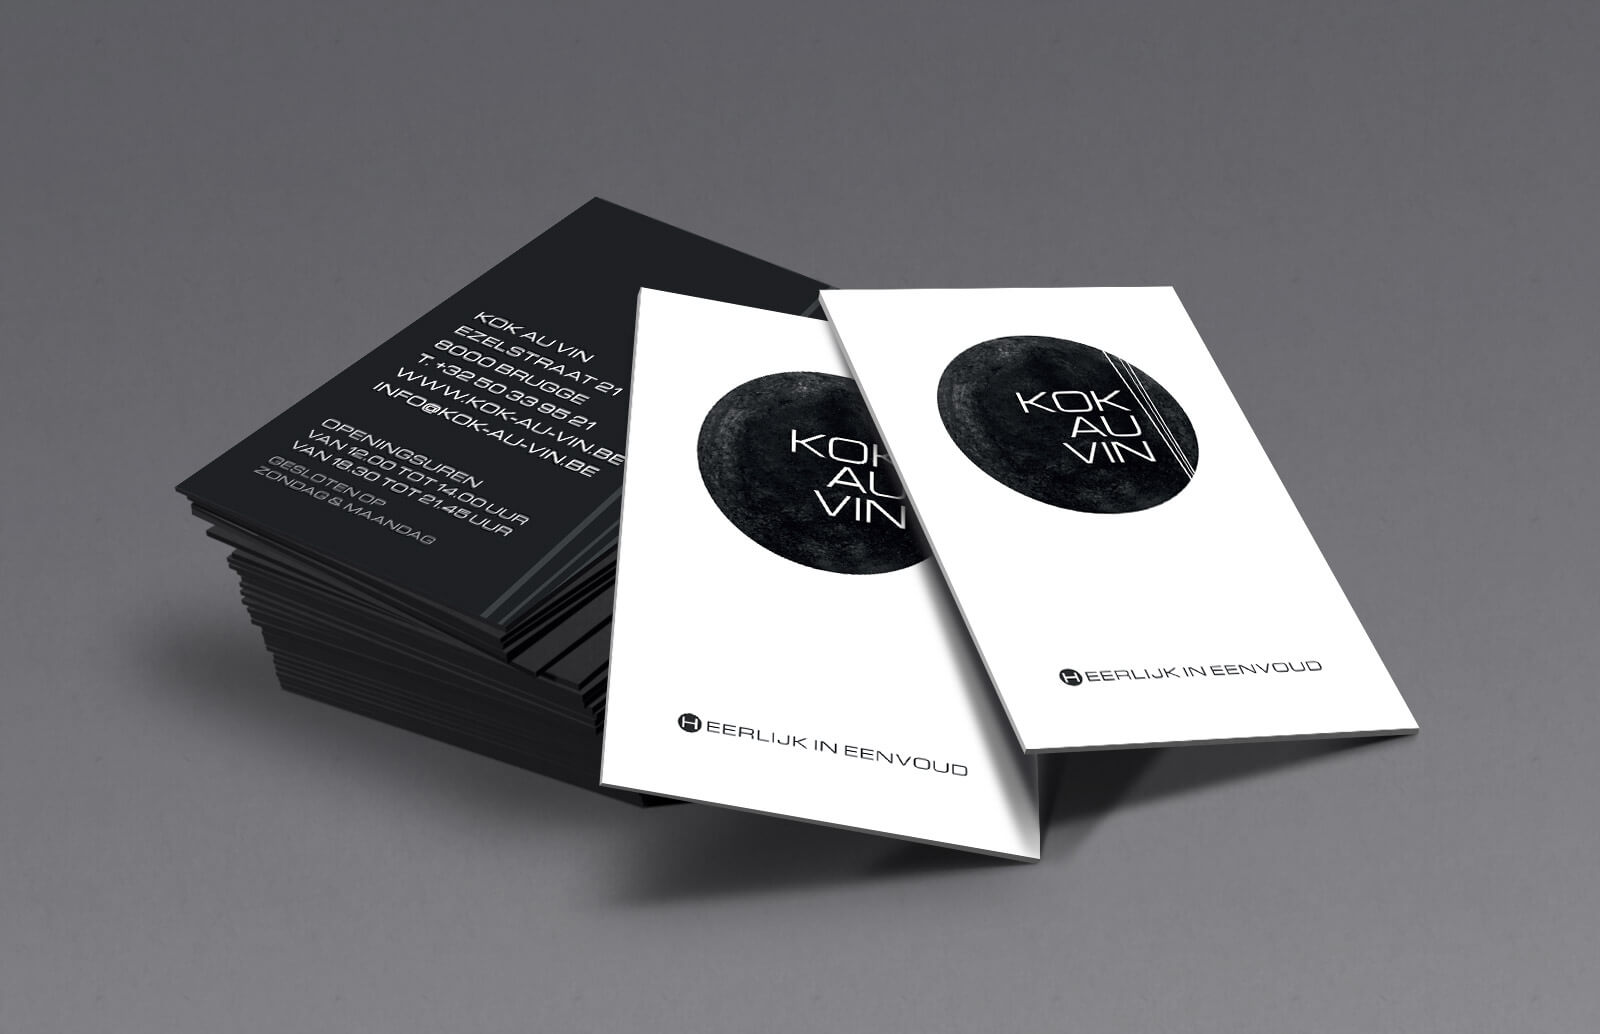 KOK AU VIN
EZELSTRAAT 21
8000 BRUGGE
T. +32 50 33 95 21
WWW.KOK-AU-VIN.BE
INFO@KOK-AU-VIN.BE
OPENINGSUREN
VAN 12.00 TOT 14.00 UUR
VAN 18.30 TOT 21.45 UUR
GESLOTEN OP
ZONDAG & MAANDAG
KOK
AU
VIN
HEERLIJK IN EENVOUD
KOK
AU
VIN
HEERLIJK IN EENVOUD